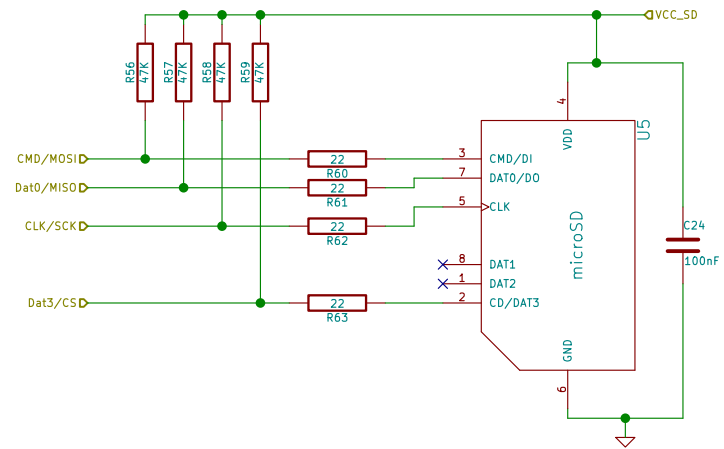 VCC_SD
R56
47K
R57
47K
R58
47K
R59
47K
4
VDD
U5
CMD/MOSI
22
R60
3
CMD/DI
Dat0/MISO
22
R61
7
DAT0/DO
CLK/SCK
22
R62
5
CLK
microSD
C24
100nF
8
DAT1
1
DAT2
Dat3/CS
22
R63
2
CD/DAT3
GND
6